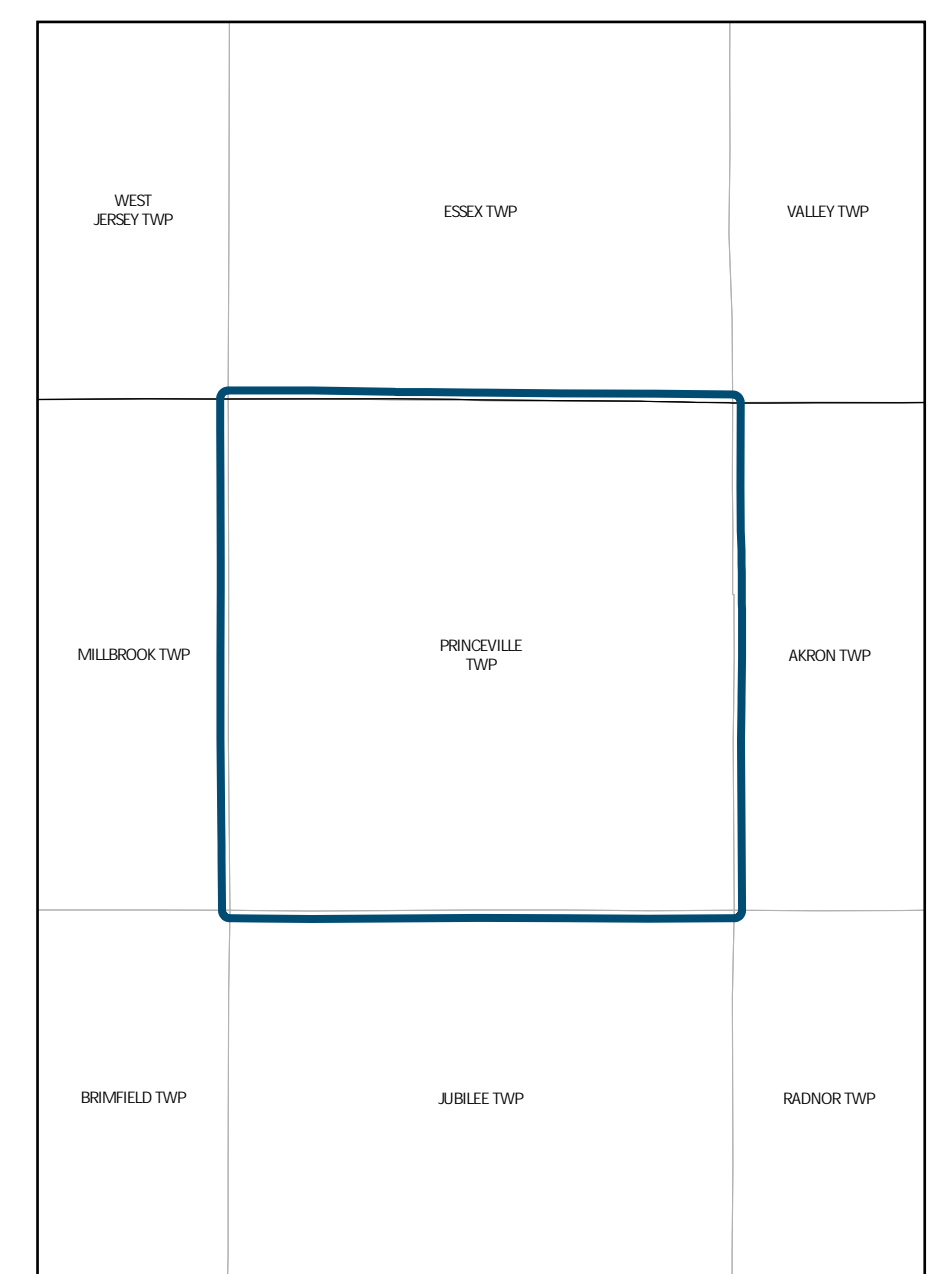 WEST
JERSEY TWP
ESSEX TWP
VALLEY TWP
MILLBROOK TWP
PRINCEVILLE
TWP
AKRON TWP
BRIMFIELD TWP
JUBILEE TWP
RADNOR TWP